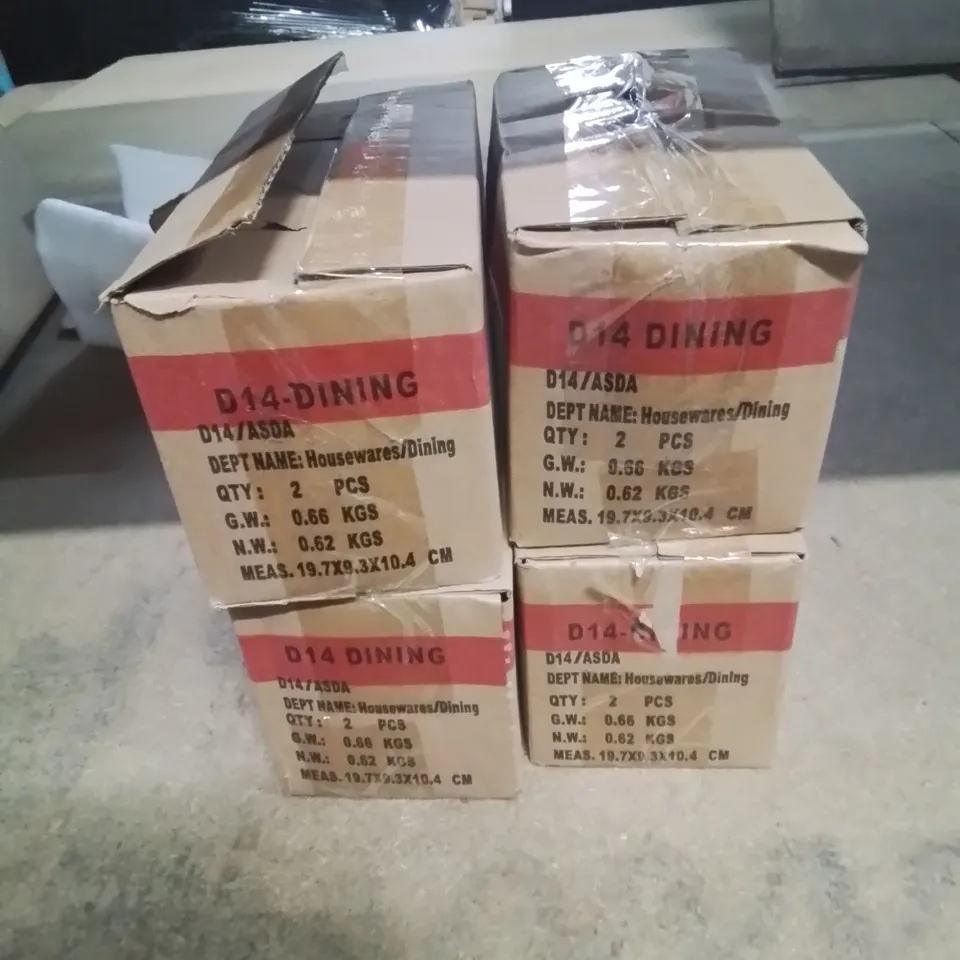 D14-DINING
D14/ASDA
DEPT NAME: Housewares/Dining
QTY: 2 PCS
G.W.: 0.66 KGS
N.W.: 0.62 KGS
MEAS. 19.7X9.3X10.4 CM
D14 DINING
D14/ASDA
DEPT NAME: Housewares/Dining
QTY: 2 PCS
G.W.: 0.66 KGS
N.W.: 0.62 KGS
MEAS. 19.7X9.3X10.4 CM
D14 DINING
D14/ASDA
DEPT NAME: Housewares/Dining
QTY: 2 PCS
G.W.: 0.66 KGS
N.W.: 0.62 KGS
MEAS. 19.7X9.3X10.4 CM
D14- ING
D14/ASDA
DEPT NAME: Housewares/Dining
QTY: 2 PCS
G.W.: 0.66 KGS
N.W.: 0.62 KGS
MEAS. 19.7X9.3X10.4 CM